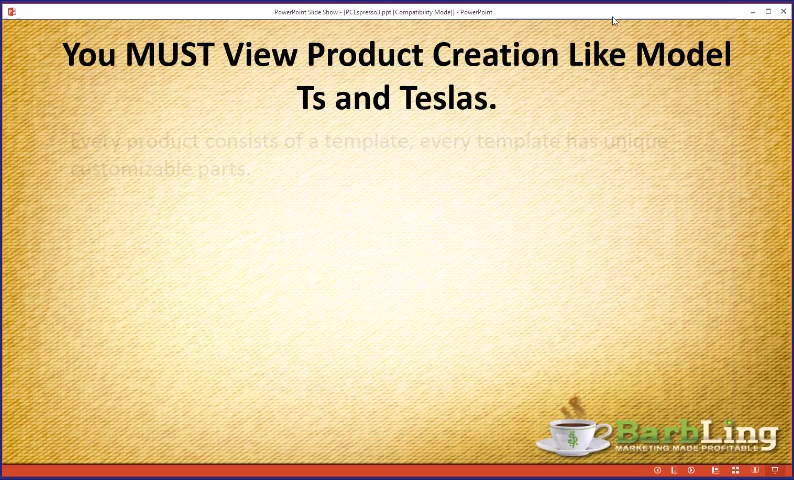 PowerPoint Slide Show - [PCLspresso3.ppt [Compatibility Mode]] - PowerPoint
You MUST View Product Creation Like Model
Ts and Teslas.
Every product consists of a template, every template has unique
customizable parts.
$
BarbLing
MARKETING MADE PROFITABLE